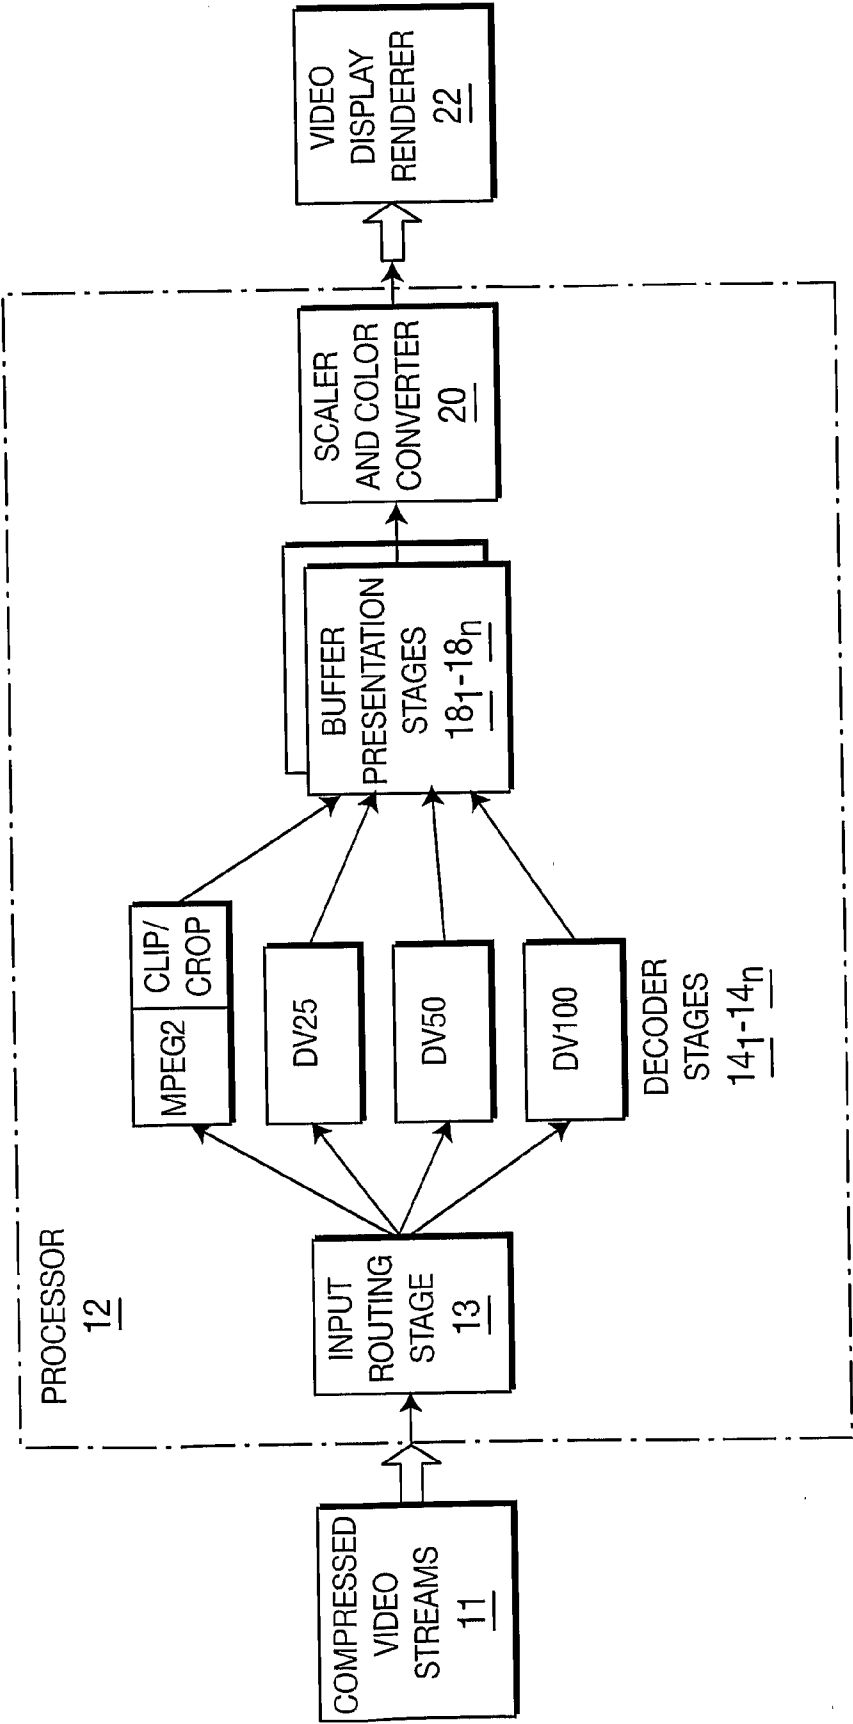 COMPRESSED
VIDEO
STREAMS
11
PROCESSOR
12
INPUT
ROUTING
STAGE
13
MPEG2
CLIP/
CROP
DV25
DV50
DV100
DECODER
STAGES
14₁-14ₙ
BUFFER
PRESENTATION
STAGES
18₁-18ₙ
SCALER
AND COLOR
CONVERTER
20
VIDEO
DISPLAY
RENDERER
22